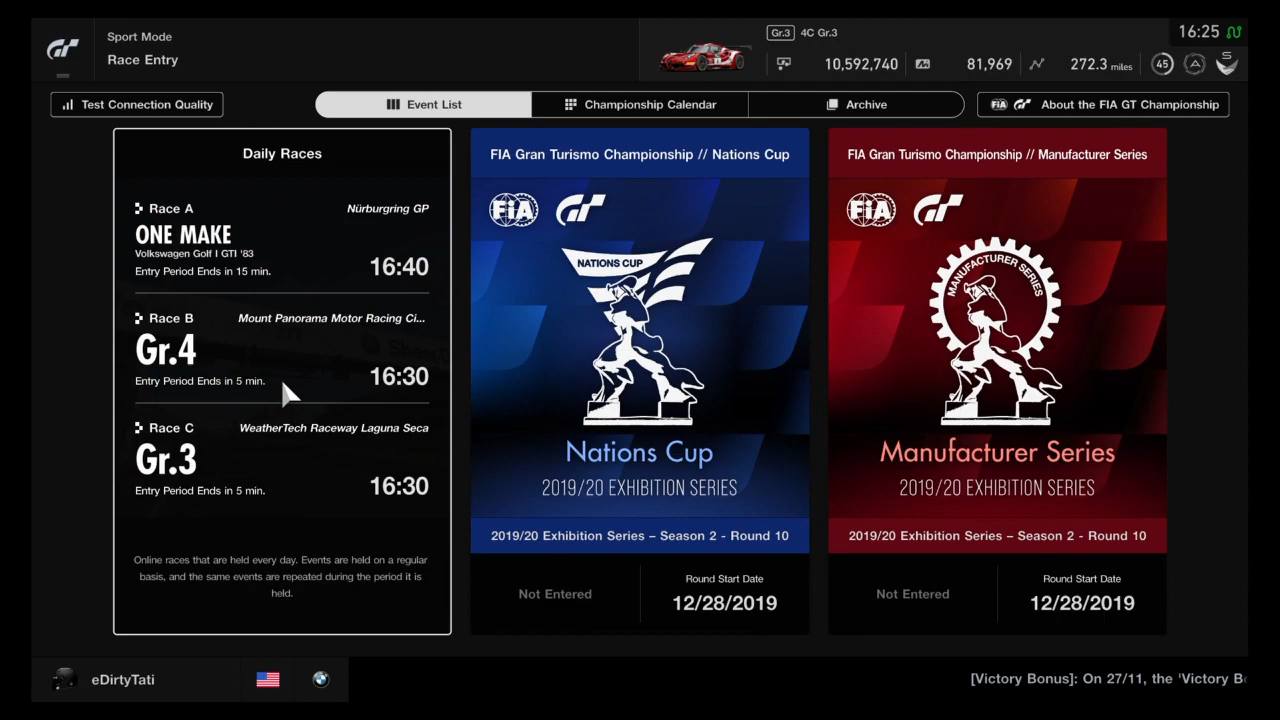 Sport Mode
Race Entry
Gr.3 4C Gr.3
16:25
10,592,740
81,969
272.3 miles
45
A
S
Test Connection Quality
Event List
Championship Calendar
Archive
FIA GT About the FIA GT Championship
Daily Races
Race A
Nürburgring GP
ONE MAKE
Volkswagen Golf I GTI '83
Entry Period Ends in 15 min.
16:40
Race B
Mount Panorama Motor Racing Ci...
Gr.4
Entry Period Ends in 5 min.
16:30
Race C
WeatherTech Raceway Laguna Seca
Gr.3
Entry Period Ends in 5 min.
16:30
Online races that are held every day. Events are held on a regular
basis, and the same events are repeated during the period it is
held.
FIA Gran Turismo Championship // Nations Cup
FIA GT
NATIONS CUP
Nations Cup
2019/20 EXHIBITION SERIES
2019/20 Exhibition Series – Season 2 - Round 10
Not Entered
Round Start Date
12/28/2019
FIA Gran Turismo Championship // Manufacturer Series
FIA GT
MANUFACTURER SERIES
Manufacturer Series
2019/20 EXHIBITION SERIES
2019/20 Exhibition Series – Season 2 - Round 10
Not Entered
Round Start Date
12/28/2019
eDirtyTati
[Victory Bonus]: On 27/11, the 'Victory B